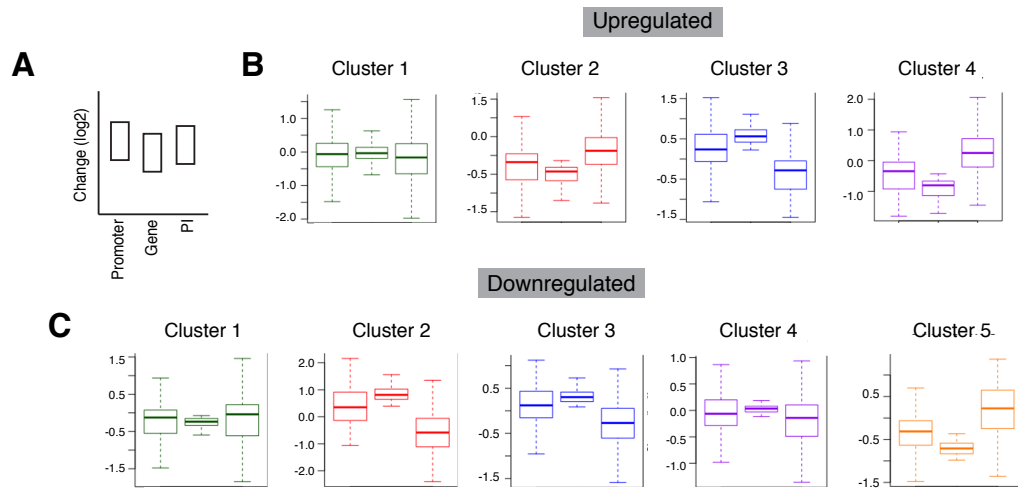 Upregulated
A
B
Cluster 1
Cluster 2
Cluster 3
Cluster 4
Change (log2)
Promoter
Gene
PI
1.0
0.0
-1.0
-2.0
1.5
0.0
-0.5
-1.5
1.5
0.5
-0.5
-1.5
2.0
1.0
0.0
-1.0
Downregulated
C
Cluster 1
Cluster 2
Cluster 3
Cluster 4
Cluster 5
1.5
0.5
-0.5
-1.5
2.0
1.0
0.0
-1.0
-2.0
0.5
-0.5
-1.5
1.0
0.5
0.0
-1.0
0.5
-0.5
-1.5